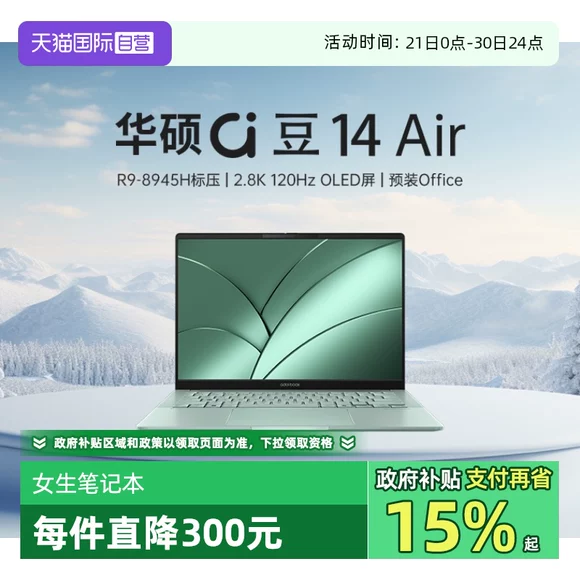 天猫国际自营
活动时间: 21日0点-30日24点
华硕a豆14 Air
R9-8945H标压 | 2.8K 120Hz OLED屏 | 预装Office
政府补贴区域和政策以领取页面为准，下拉领取资格
女生笔记本
每件直降300元
政府补贴 支付再省
15%起